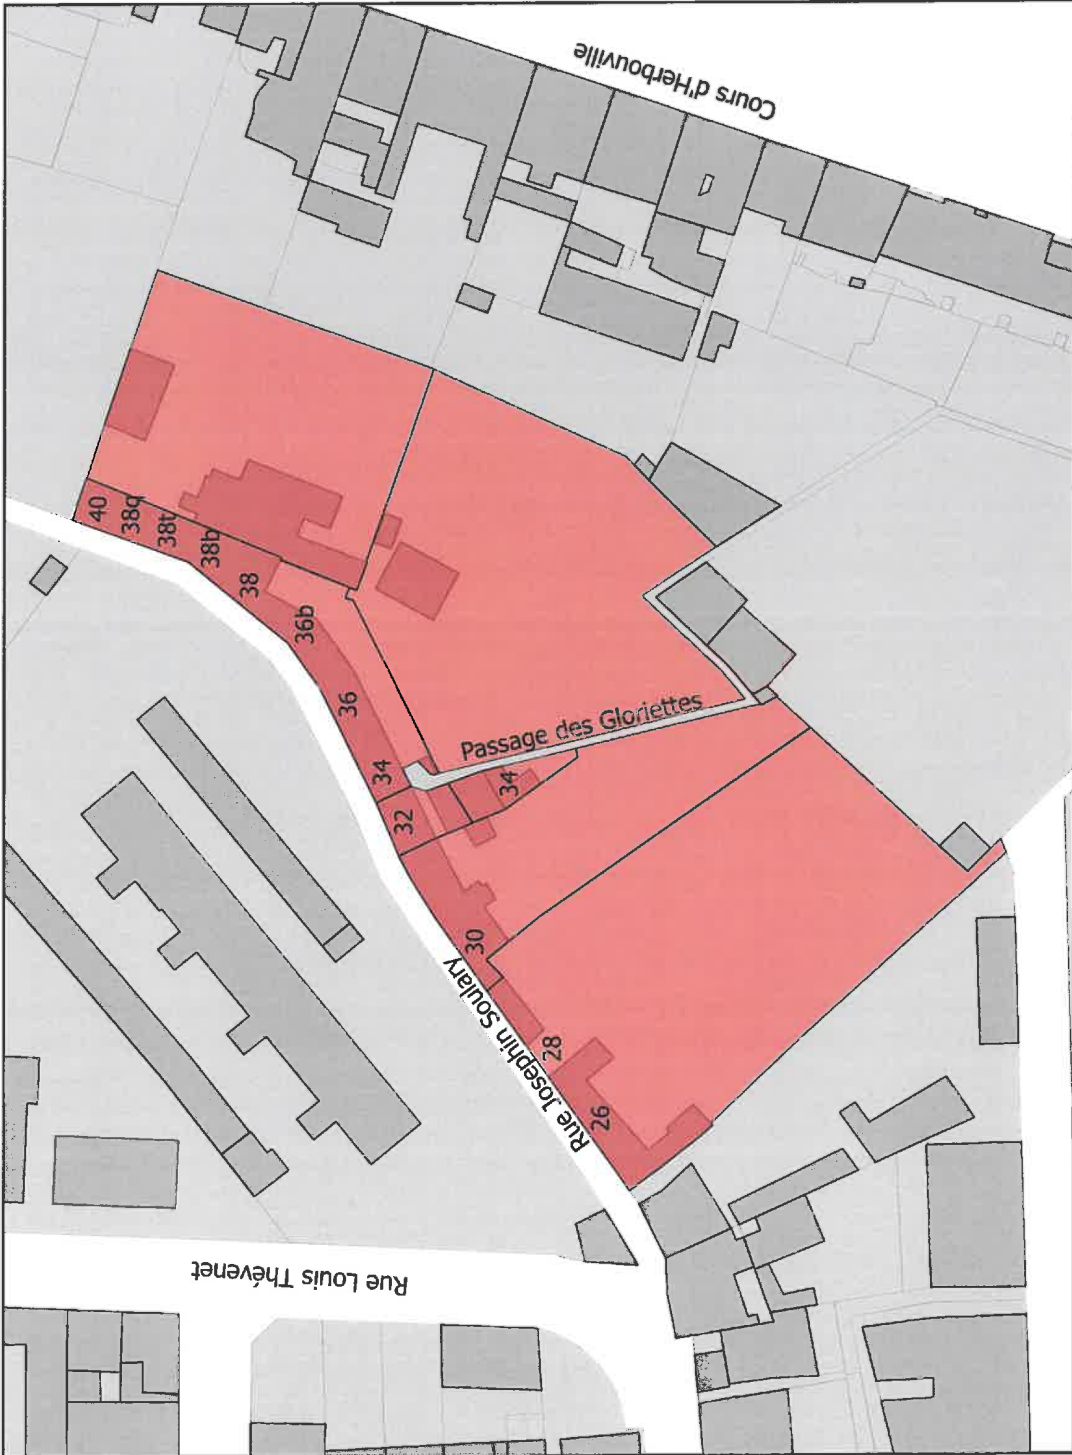 Cours d'Herbouville
40
38q
38t
38b
38
36b
36
34
32
Passage des Gloriettes
34
30
Rue Josephin Soulary
28
26
Rue Louis Thévenet